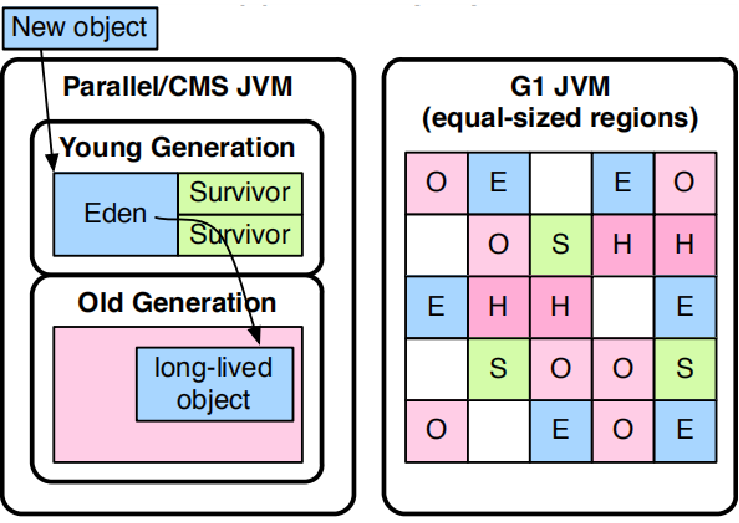 New object
Parallel/CMS JVM
Young Generation
Eden
Survivor
Survivor
Old Generation
long-lived
object
G1 JVM
(equal-sized regions)
O E E O
O S H H
E H H E
S O O S
O E O E